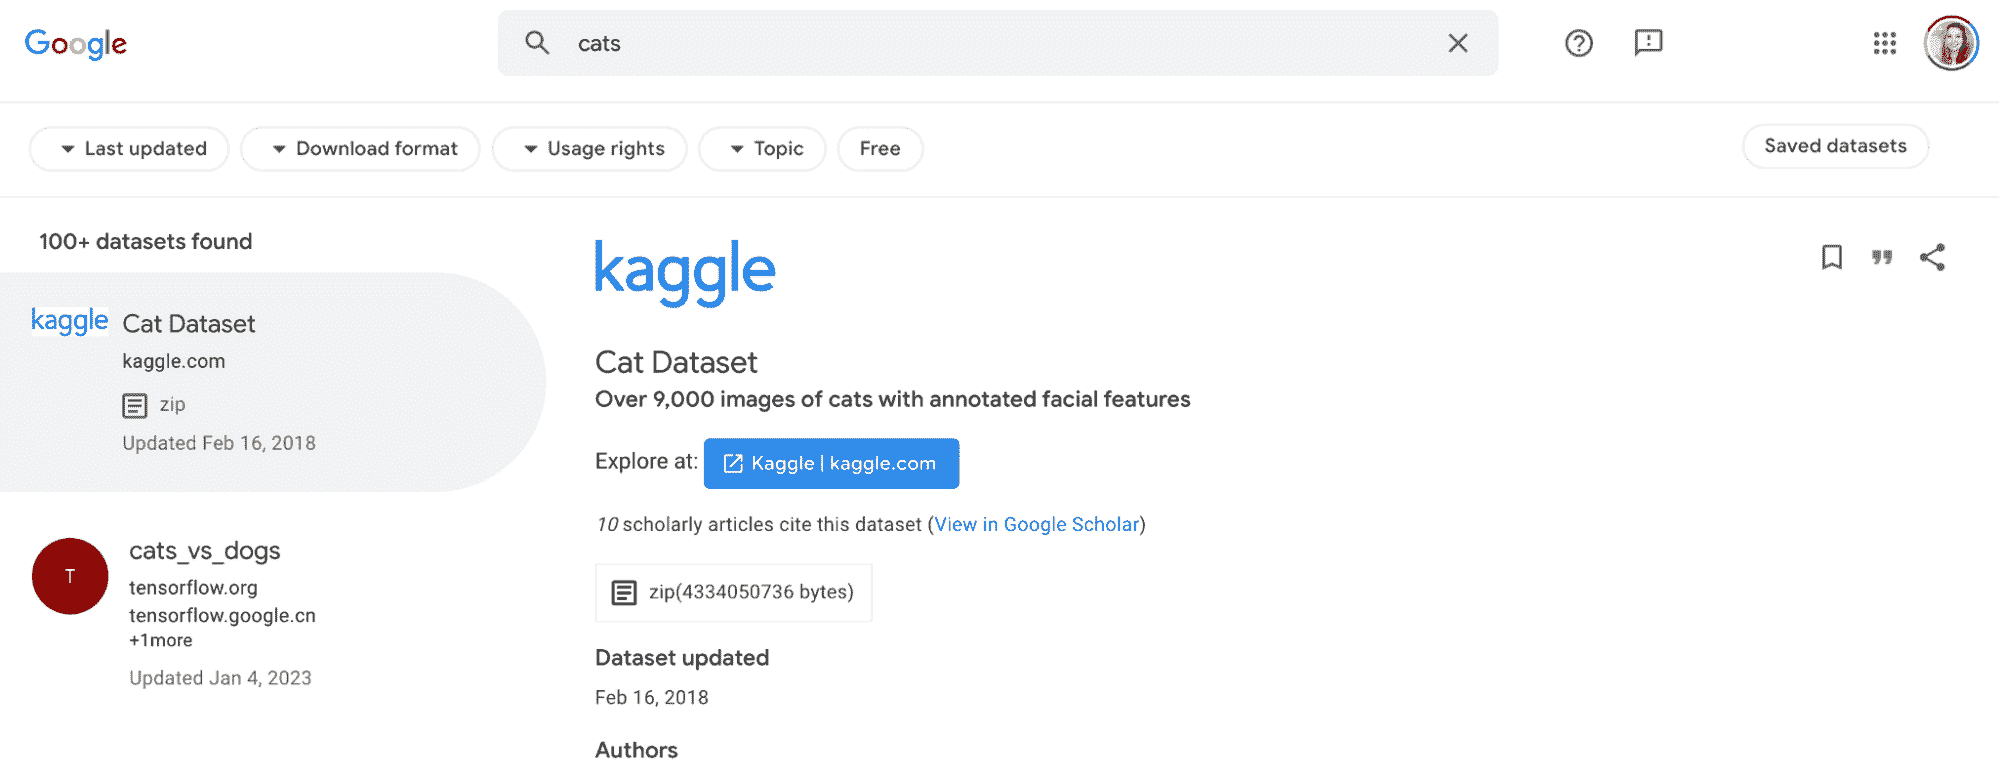 Google
cats
Last updated
Download format
Usage rights
Topic
Free
Saved datasets
100+ datasets found
kaggle
Cat Dataset
kaggle.com
zip
Updated Feb 16, 2018
T
cats_vs_dogs
tensorflow.org
tensorflow.google.cn
+1more
Updated Jan 4, 2023
kaggle
Cat Dataset
Over 9,000 images of cats with annotated facial features
Explore at: Kaggle | kaggle.com
10 scholarly articles cite this dataset (View in Google Scholar)
zip(4334050736 bytes)
Dataset updated
Feb 16, 2018
Authors